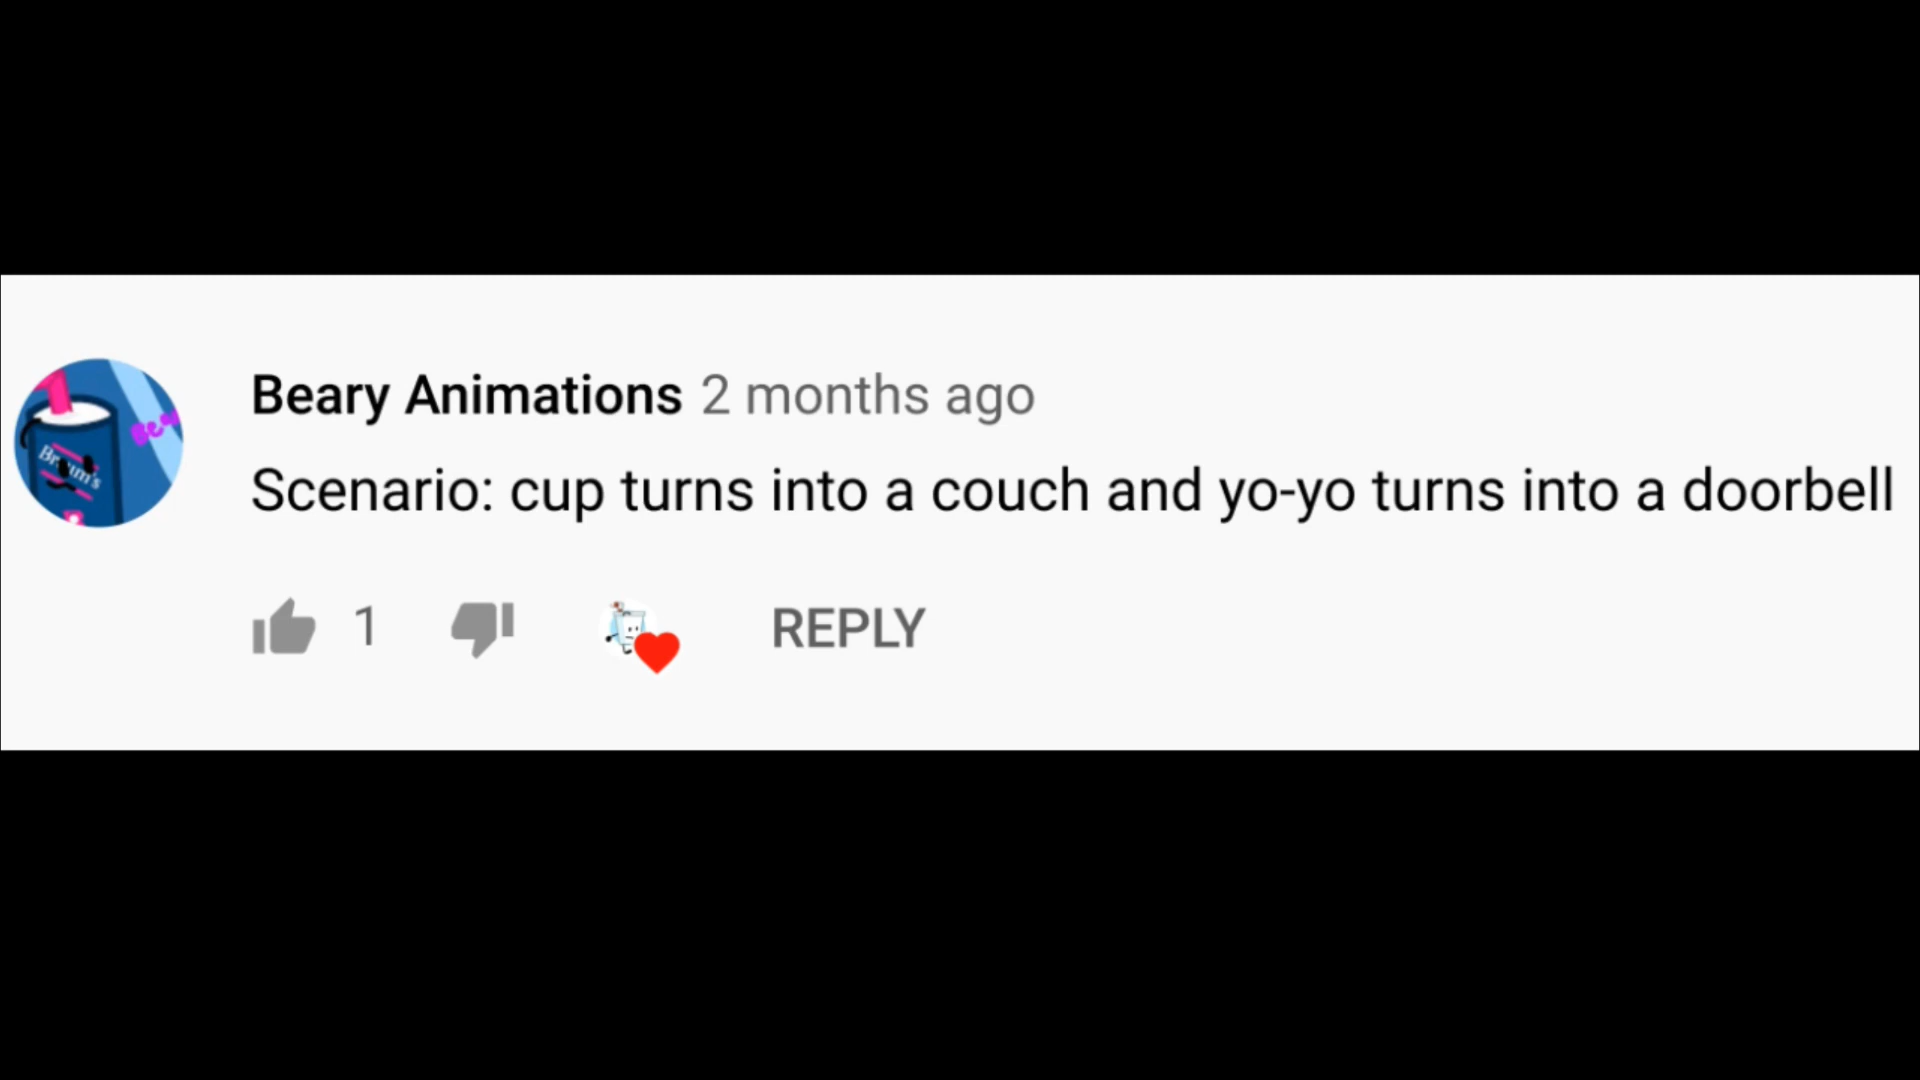 Beary Animations 2 months ago
Scenario: cup turns into a couch and yo-yo turns into a doorbell
1 REPLY